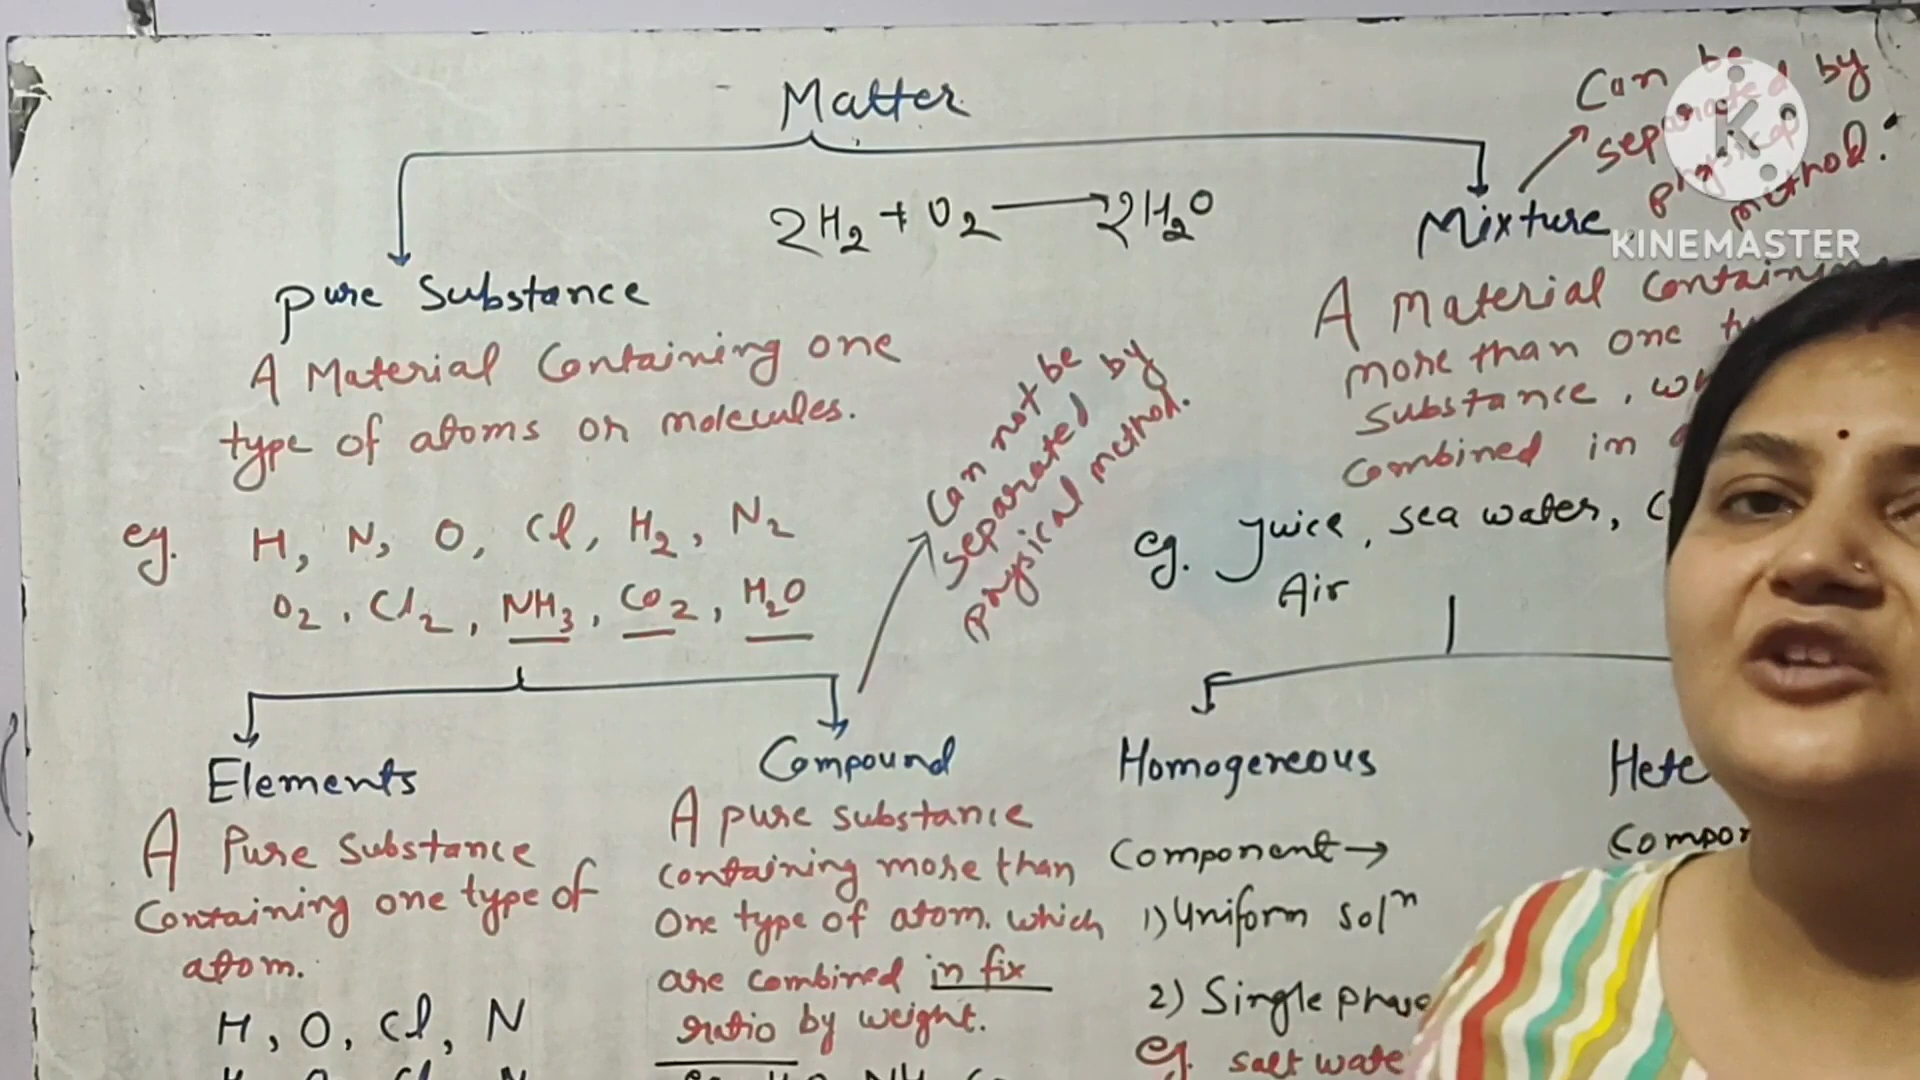 Matter
Can be
separated by
physical
method.
2H2 + O2 → 2H2O
Mixture
KINEMASTER
pure Substance
A Material Containing one
type of atoms or molecules.
A Material Containing
more than one
Substance,
Combined in
Can not be
separated by
physical method.
eg. H, N, O, Cl, H2, N2
O2, Cl2, NH3, CO2, H2O
eg. Juice, sea water,
Air
Elements
A Pure Substance
Containing one type of
atom.
H, O, Cl, N
Compound
A pure substance
containing more than
One type of atom. which
are combined in fix
ratio by weight.
Homogeneous
Component →
1) Uniform solⁿ
2) Single phase
eg. salt wate
Hete
Compon